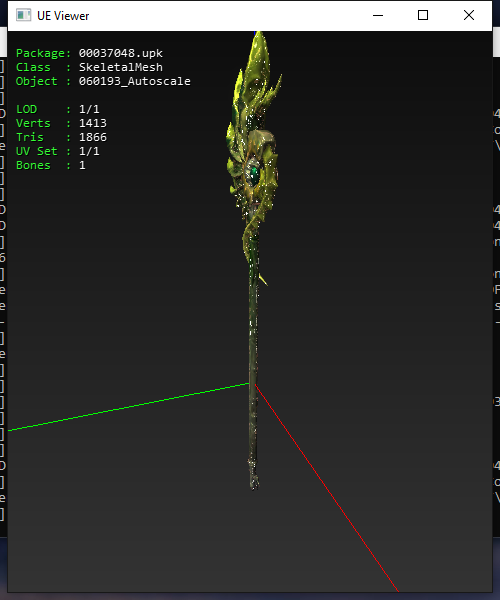 UE Viewer
Package: 00037048.upk
Class  : SkeletalMesh
Object : 060193_Autoscale
LOD    : 1/1
Verts  : 1413
Tris   : 1866
UV Set : 1/1
Bones  : 1